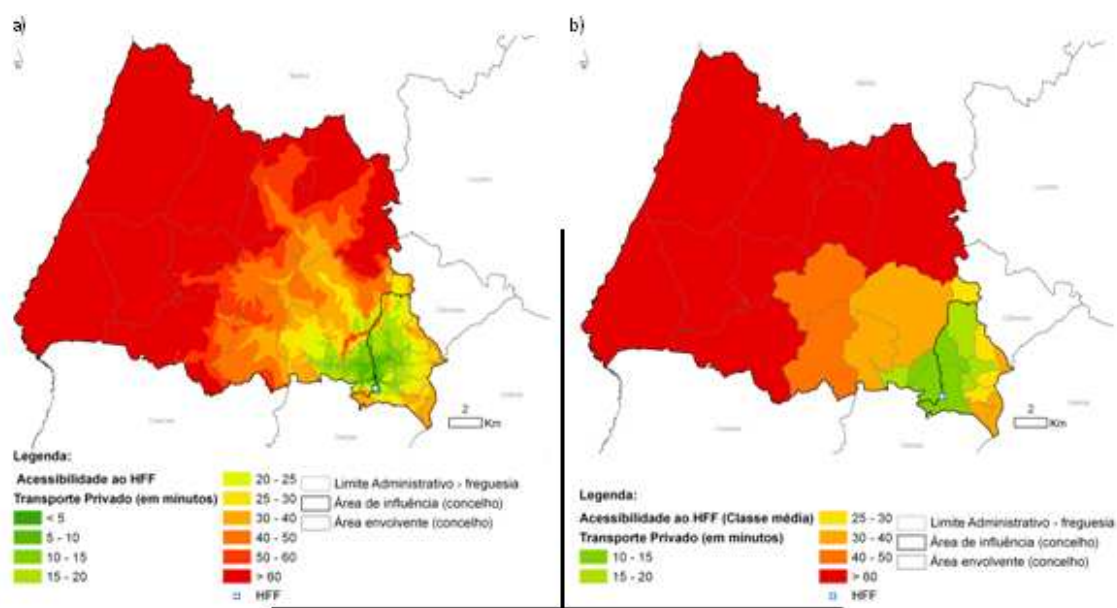 a)
2
Km
Legenda:
Acessibilidade ao HFF
Transporte Privado (em minutos)
< 5
5 - 10
10 - 15
15 - 20
20 - 25
25 - 30
30 - 40
40 - 50
50 - 60
> 60
HFF
Limite Administrativo - freguesia
Área de influência (concelho)
Área envolvente (concelho)
b)
2
Km
Legenda:
Acessibilidade ao HFF (Classe média)
Transporte Privado (em minutos)
10 - 15
15 - 20
25 - 30
30 - 40
40 - 50
> 60
HFF
Limite Administrativo - freguesia
Área de influência (concelho)
Área envolvente (concelho)